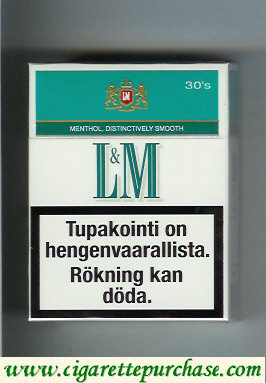 30's
LM
MENTHOL, DISTINCTIVELY SMOOTH
L&M
Tupakointi on
hengenvaarallista.
Rökning kan
döda.
www.cigarettepurchase.com